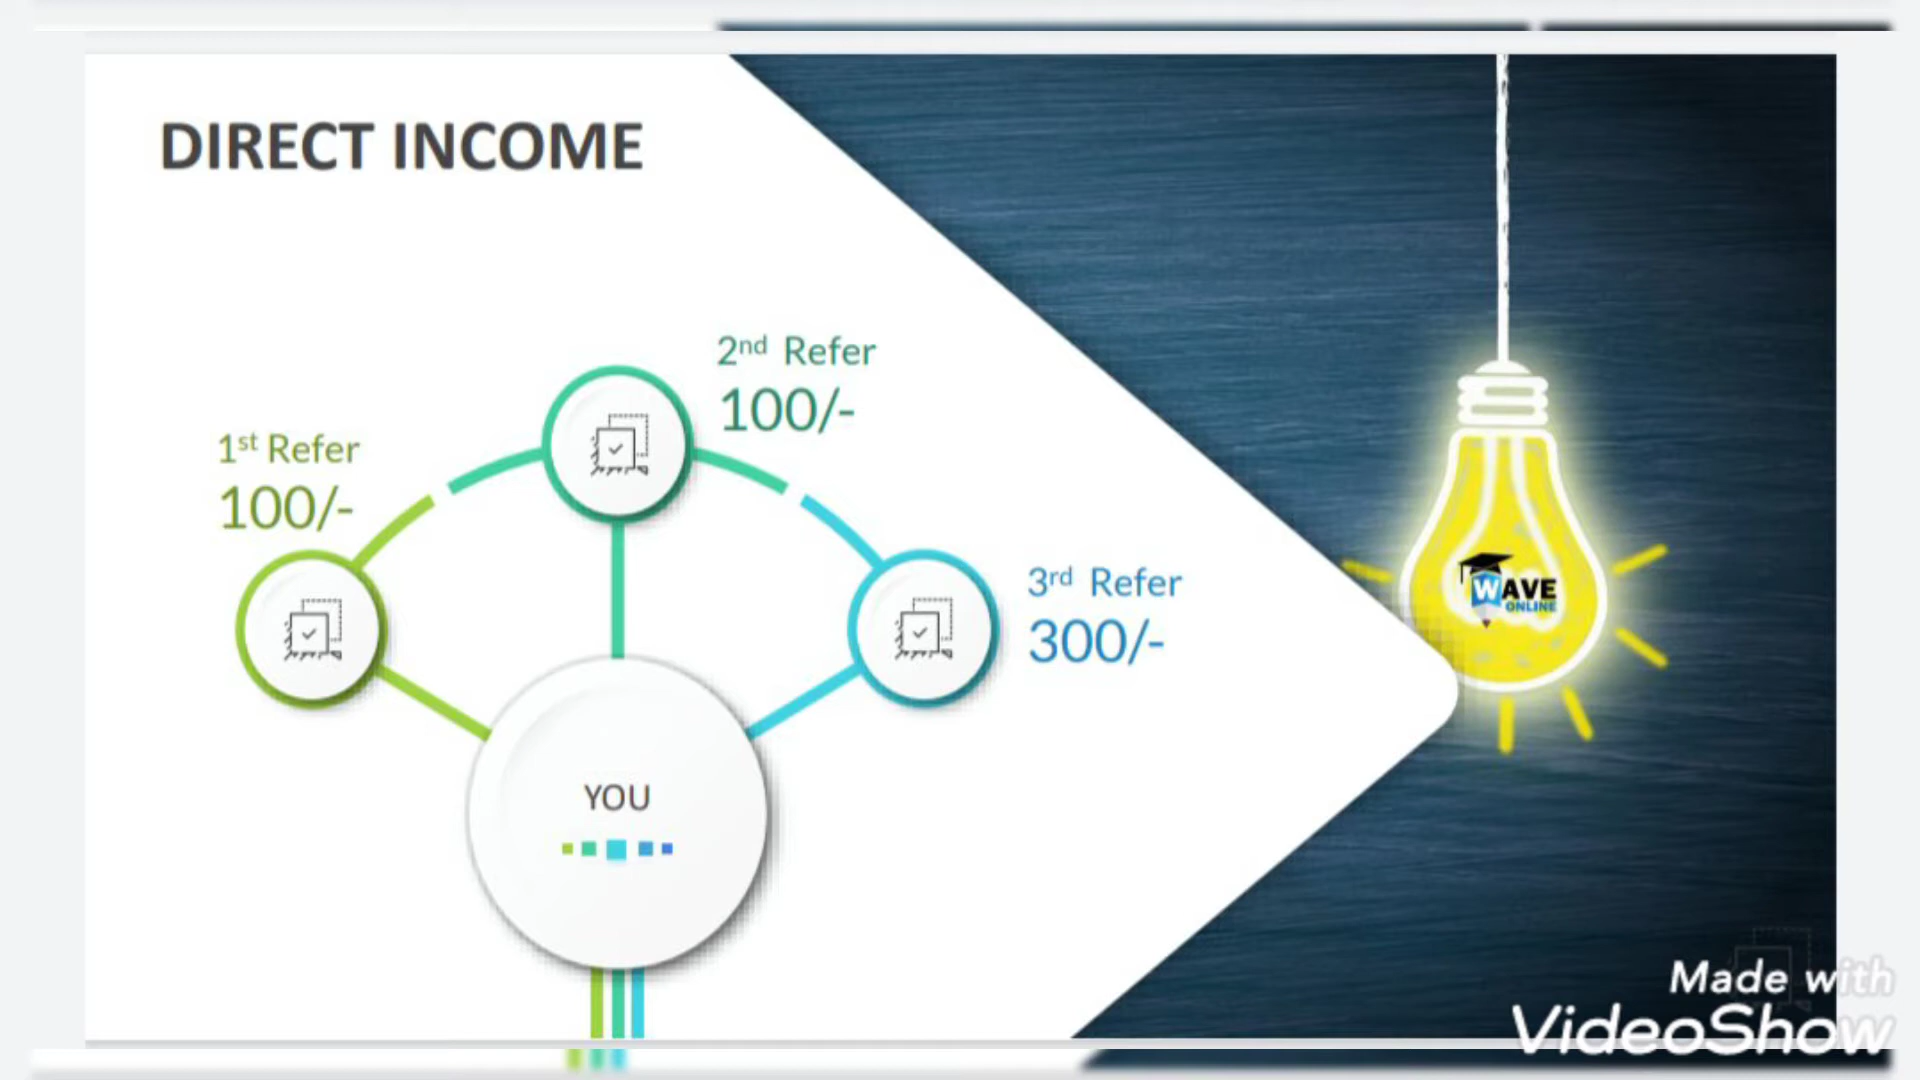 DIRECT INCOME
1st Refer
100/-
2nd Refer
100/-
3rd Refer
300/-
YOU
WAVE
ONLINE
Made with
VideoShow